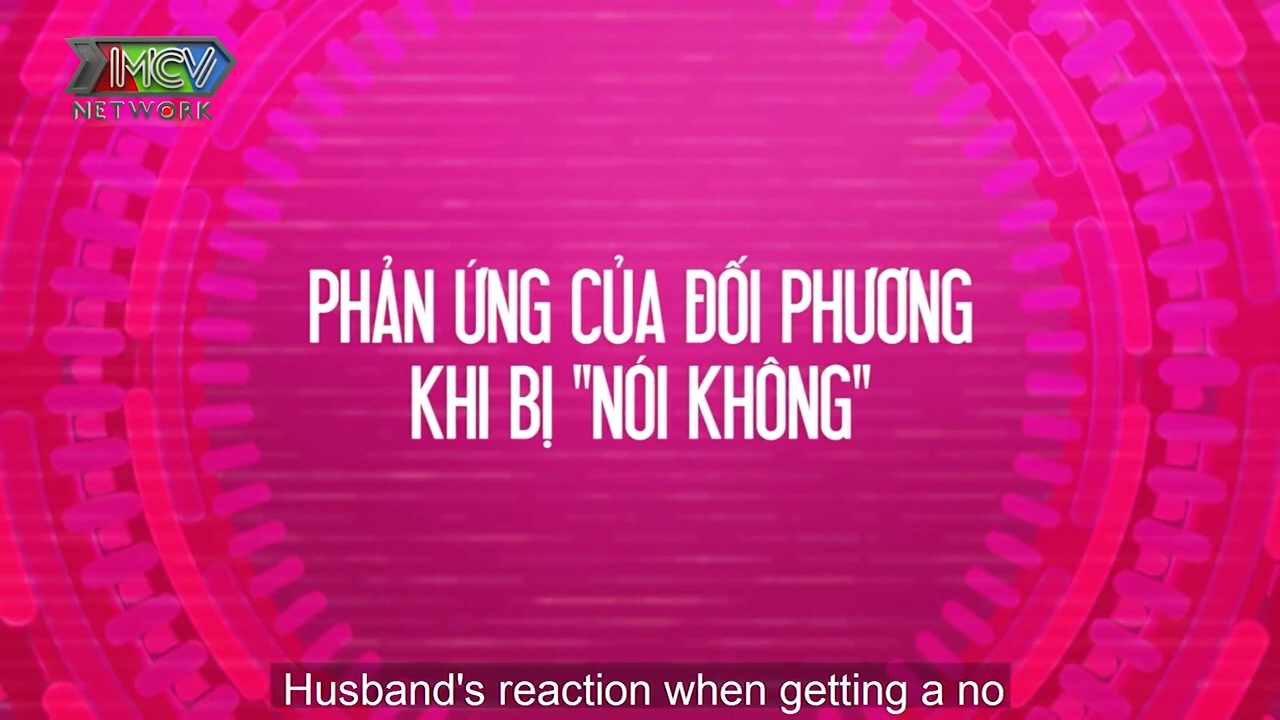 MCV
NETWORK
PHẢN ỨNG CỦA ĐỐI PHƯƠNG
KHI BỊ "NÓI KHÔNG"
Husband's reaction when getting a no